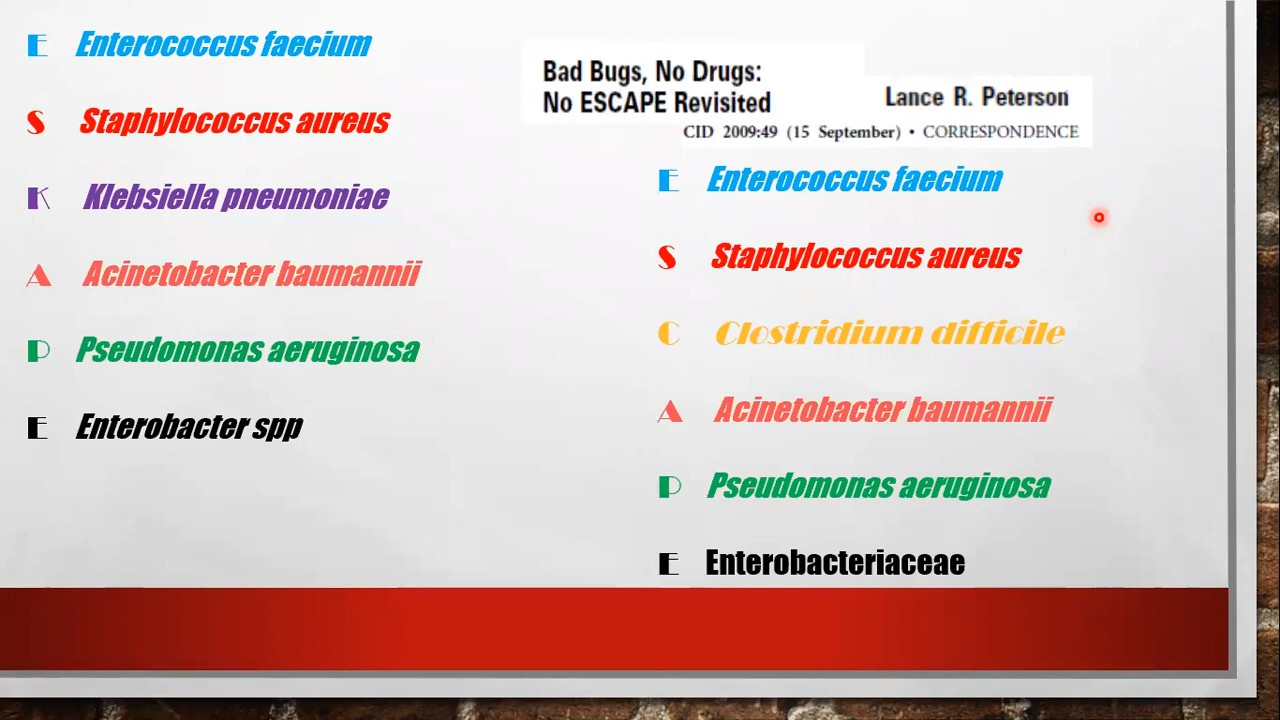 E Enterococcus faecium
S Staphylococcus aureus
K Klebsiella pneumoniae
A Acinetobacter baumannii
P Pseudomonas aeruginosa
E Enterobacter spp
Bad Bugs, No Drugs:
No ESCAPE Revisited
Lance R. Peterson
CID 2009:49 (15 September) • CORRESPONDENCE
E Enterococcus faecium
S Staphylococcus aureus
C Clostridium difficile
A Acinetobacter baumannii
P Pseudomonas aeruginosa
E Enterobacteriaceae